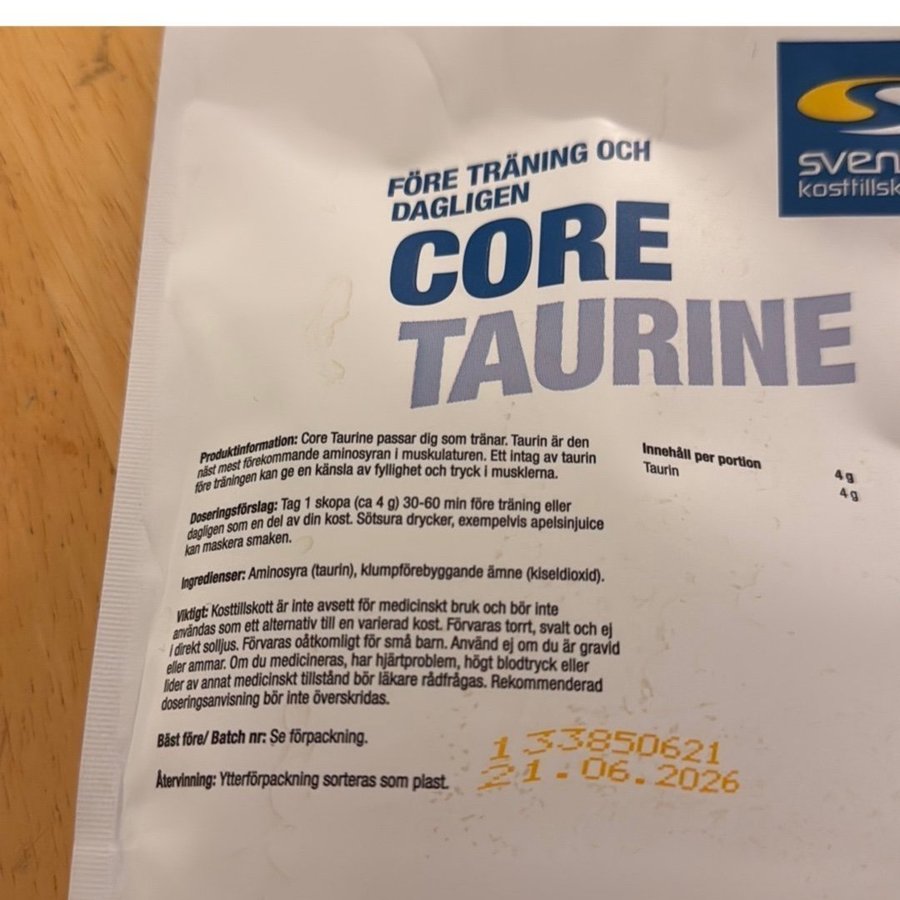 FÖRE TRÄNING OCH
DAGLIGEN
CORE
TAURINE
sven
kosttillsk
Produktinformation: Core Taurine passar dig som tränar. Taurin är den
näst mest förekommande aminosyran i muskulaturen. Ett intag av taurin
före träningen kan ge en känsla av fyllighet och tryck i musklerna.
Doseringsförslag: Tag 1 skopa (ca 4 g) 30-60 min före träning eller
dagligen som en del av din kost. Sötsura drycker, exempelvis apelsinjuice
kan maskera smaken.
Ingredienser: Aminosyra (taurin), klumpförebyggande ämne (kiseldioxid).
Viktigt: Kosttillskott är inte avsett för medicinskt bruk och bör inte
användas som ett alternativ till en varierad kost. Förvaras torrt, svalt och ej
i direkt solljus. Förvaras oåtkomligt för små barn. Använd ej om du är gravid
eller ammar. Om du medicineras, har hjärtproblem, högt blodtryck eller
lider av annat medicinskt tillstånd bör läkare rådfrågas. Rekommenderad
doseringsanvisning bör inte överskridas.
Bäst före/ Batch nr: Se förpackning.
Återvinning: Ytterförpackning sorteras som plast.
Innehåll per portion 4 g
Taurin 4 g
133850621
21.06.2026